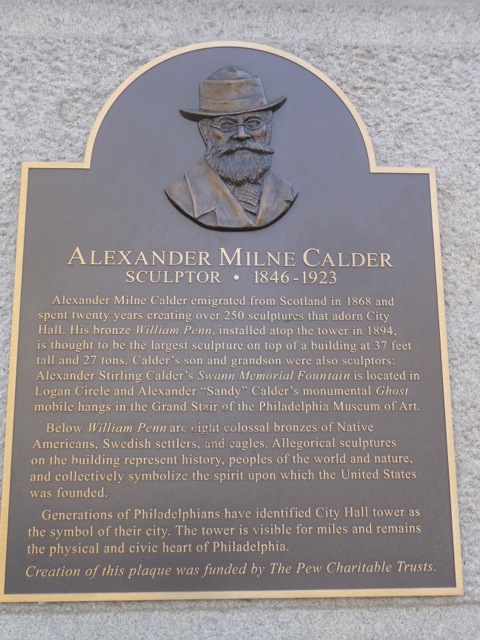 ALEXANDER MILNE CALDER
SCULPTOR • 1846-1923
Alexander Milne Calder emigrated from Scotland in 1868 and
spent twenty years creating over 250 sculptures that adorn City
Hall. His bronze William Penn, installed atop the tower in 1894,
is thought to be the largest sculpture on top of a building at 37 feet
tall and 27 tons. Calder's son and grandson were also sculptors:
Alexander Stirling Calder's Swann Memorial Fountain is located in
Logan Circle and Alexander “Sandy” Calder's monumental Ghost
mobile hangs in the Grand Stair of the Philadelphia Museum of Art.
Below William Penn are eight colossal bronzes of Native
Americans, Swedish settlers, and eagles. Allegorical sculptures
on the building represent history, peoples of the world and nature,
and collectively symbolize the spirit upon which the United States
was founded.
Generations of Philadelphians have identified City Hall tower as
the symbol of their city. The tower is visible for miles and remains
the physical and civic heart of Philadelphia.
Creation of this plaque was funded by The Pew Charitable Trusts.